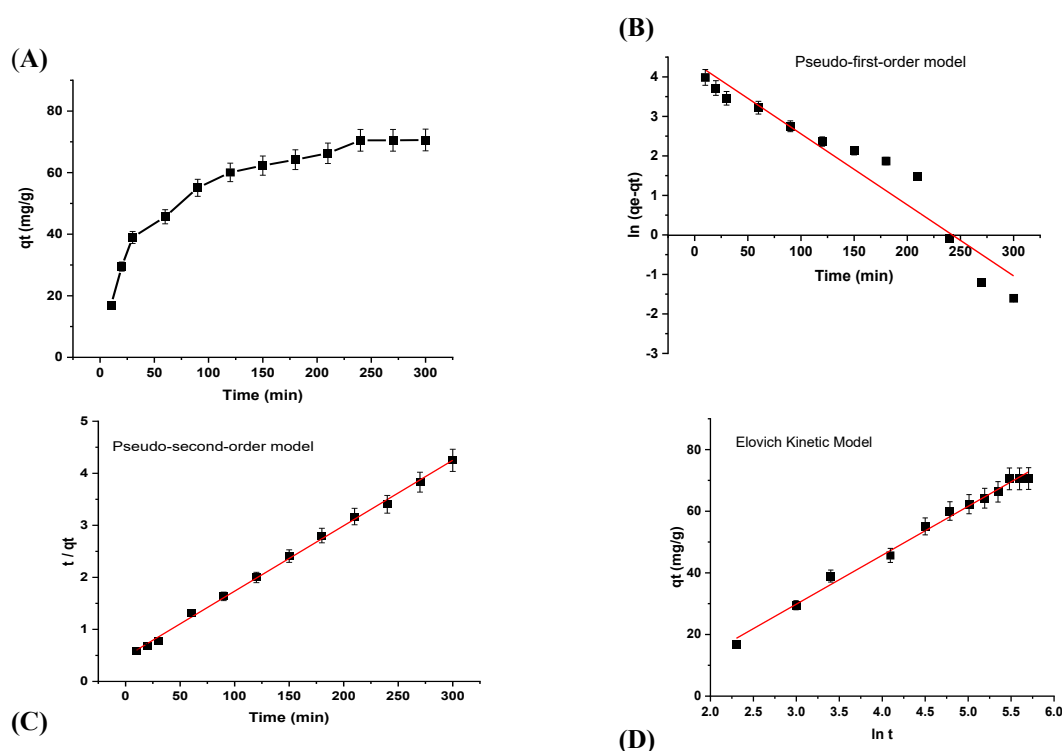 (A)
qt (mg/g)
80
60
40
20
0
0 50 100 150 200 250 300
Time (min)
(B)
Pseudo-first-order model
ln (qe-qt)
5
4
3
2
1
0
-1
-2
-3
0 50 100 150 200 250 300
Time (min)
(C)
Pseudo-second-order model
t / qt
5
4
3
2
1
0
0 50 100 150 200 250 300
Time (min)
(D)
Elovich Kinetic Model
qt (mg/g)
80
60
40
20
0
2.0 2.5 3.0 3.5 4.0 4.5 5.0 5.5 6.0
ln t